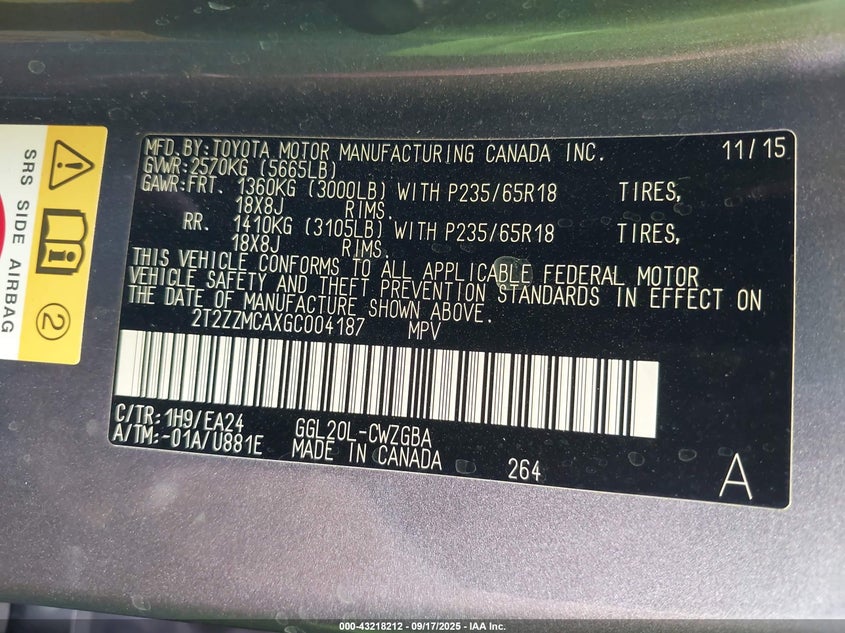 SRS SIDE AIRBAG
2
MFD.BY:TOYOTA MOTOR MANUFACTURING CANADA INC. 11/15
GVWR:2570KG (5665LB)
GAWR:FRT. 1360KG (3000LB) WITH P235/65R18 TIRES,
18X8J RIMS.
RR. 1410KG (3105LB) WITH P235/65R18 TIRES,
18X8J RIMS.
THIS VEHICLE CONFORMS TO ALL APPLICABLE FEDERAL MOTOR
VEHICLE SAFETY AND THEFT PREVENTION STANDARDS IN EFFECT ON
THE DATE OF MANUFACTURE SHOWN ABOVE.
2T2ZZMCAXGC004187 MPV
C/TR:1H9/EA24 GGL20L-CWZGBA
A/TM:-01A/U881E MADE IN CANADA 264 A
000-43218212 - 09/17/2025 - IAA Inc.